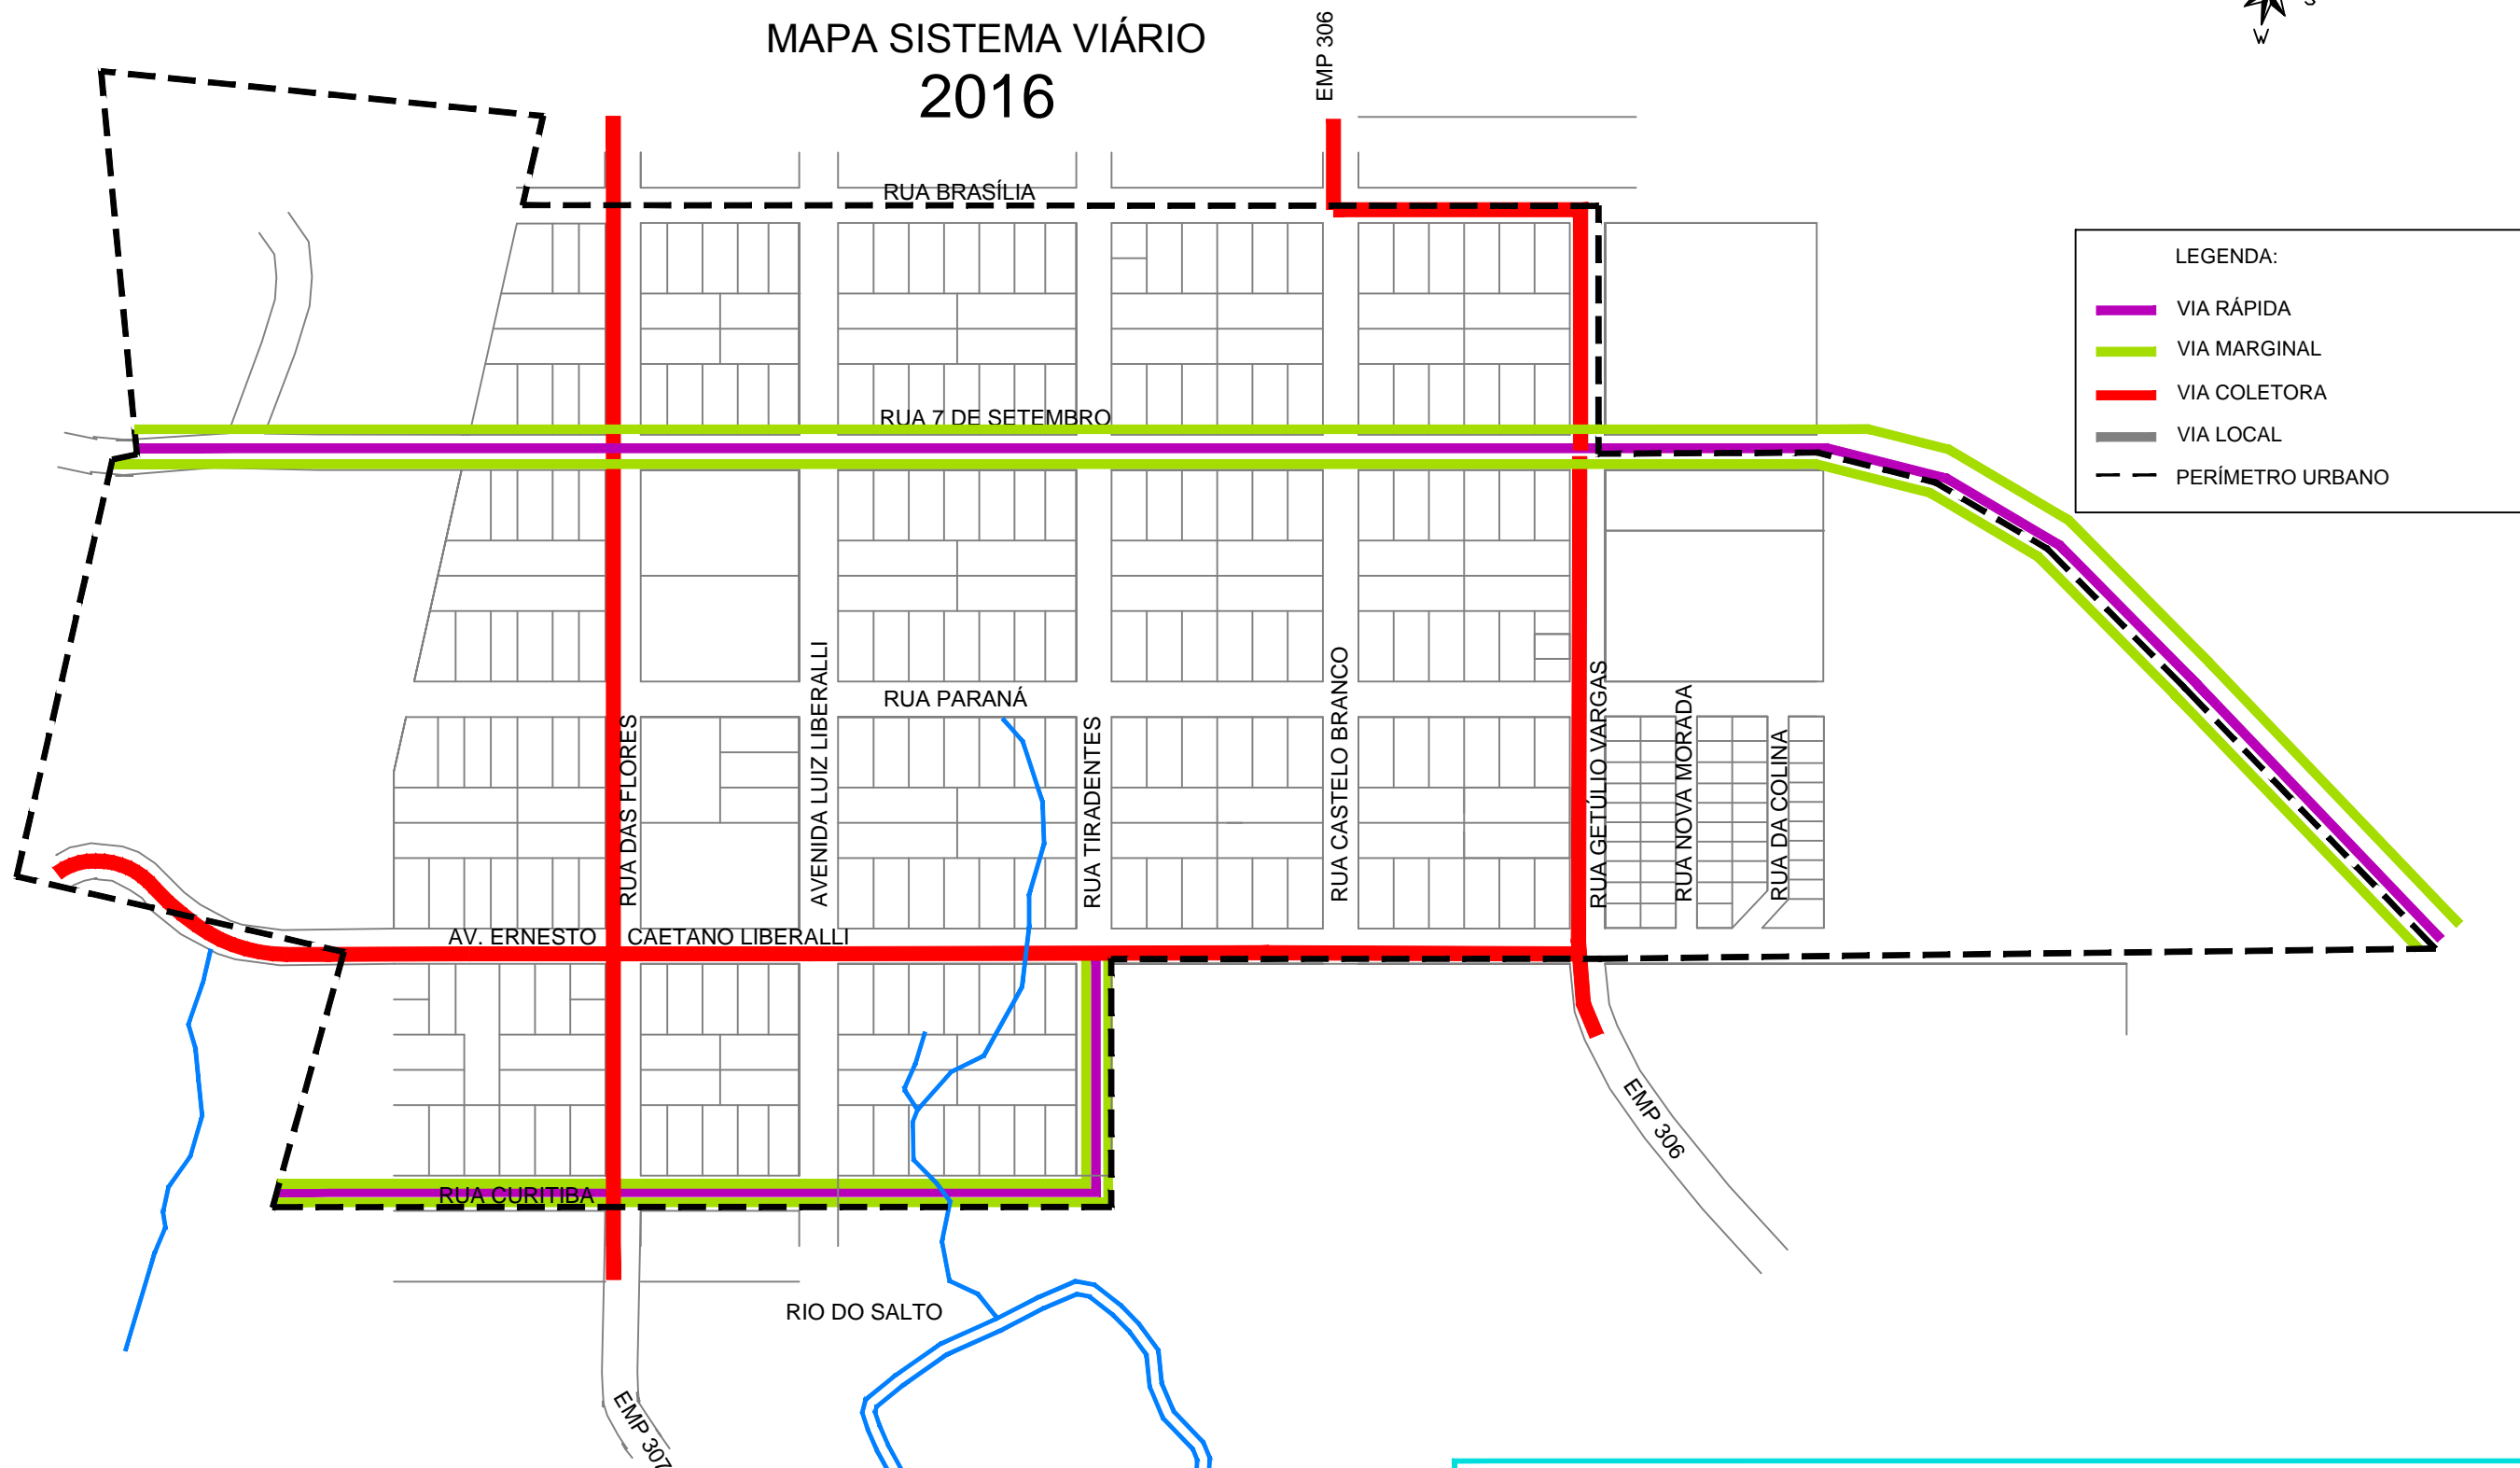 MAPA SISTEMA VIÁRIO
2016
EMP 306
S
W
RUA BRASÍLIA
LEGENDA:
VIA RÁPIDA
VIA MARGINAL
VIA COLETORA
VIA LOCAL
PERÍMETRO URBANO
RUA 7 DE SETEMBRO
RUA PARANÁ
RUA DAS FLORES
AVENIDA LUIZ LIBERALLI
RUA TIRADENTES
RUA CASTELO BRANCO
RUA GETÚLIO VARGAS
RUA NOVA MORADA
RUA DA COLINA
AV. ERNESTO CAETANO LIBERALLI
EMP 306
RUA CURITIBA
RIO DO SALTO
EMP 307